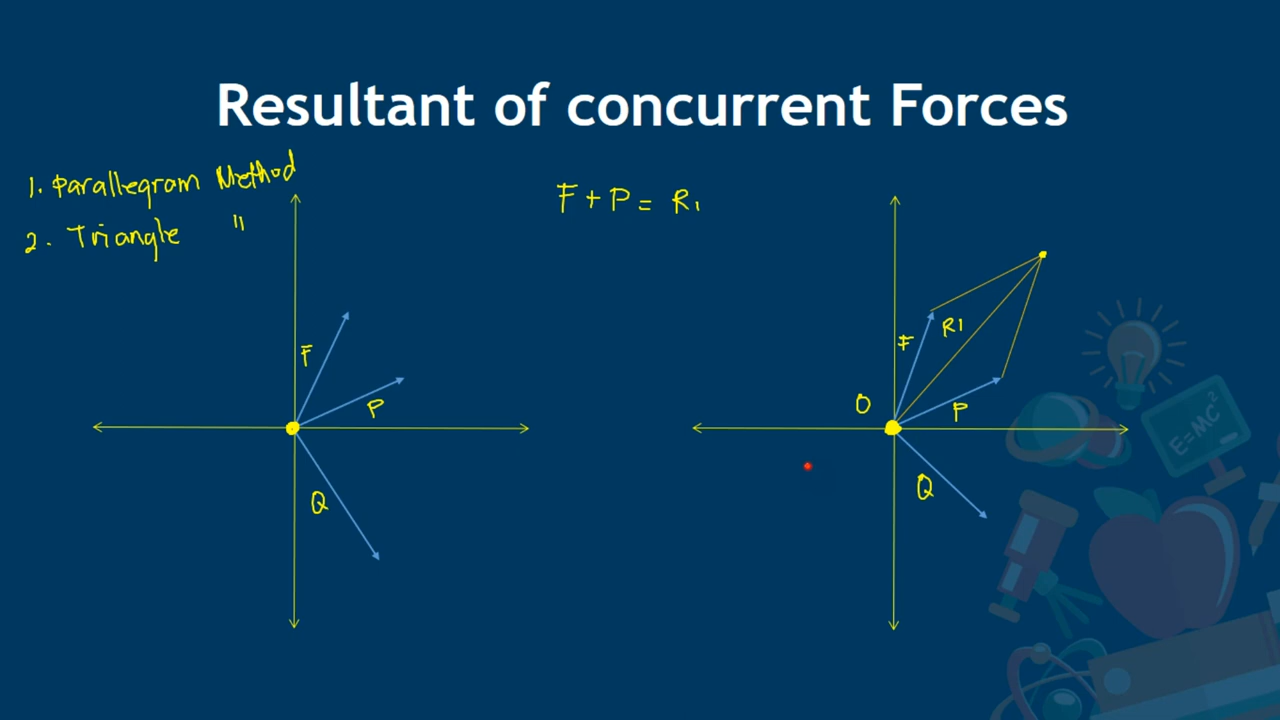 Resultant of concurrent Forces
1. Parallegram Method
2. Triangle "
F + P = R1
F
P
Q
F
R1
O
P
Q
E=MC²